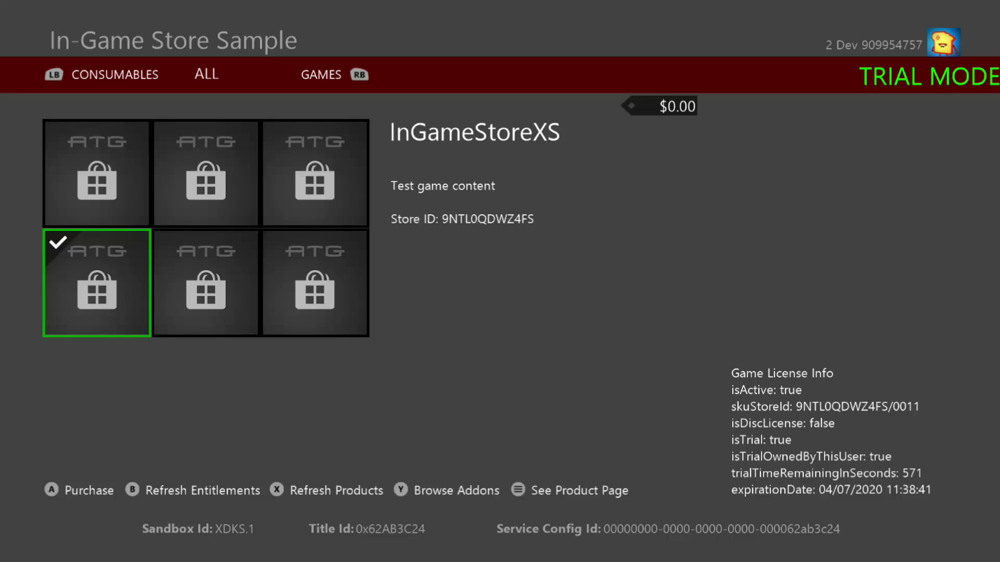 In-Game Store Sample
2 Dev 909954757
LB CONSUMABLES ALL GAMES RB
TRIAL MODE
$0.00
InGameStoreXS
Test game content
Store ID: 9NTL0QDWZ4FS
ATG ATG ATG
ATG ATG ATG
Game License Info
isActive: true
skuStoreId: 9NTL0QDWZ4FS/0011
isDiscLicense: false
isTrial: true
isTrialOwnedByThisUser: true
trialTimeRemainingInSeconds: 571
expirationDate: 04/07/2020 11:38:41
A Purchase B Refresh Entitlements X Refresh Products Y Browse Addons See Product Page
Sandbox Id: XDKS.1 Title Id: 0x62AB3C24 Service Config Id: 00000000-0000-0000-0000-000062ab3c24